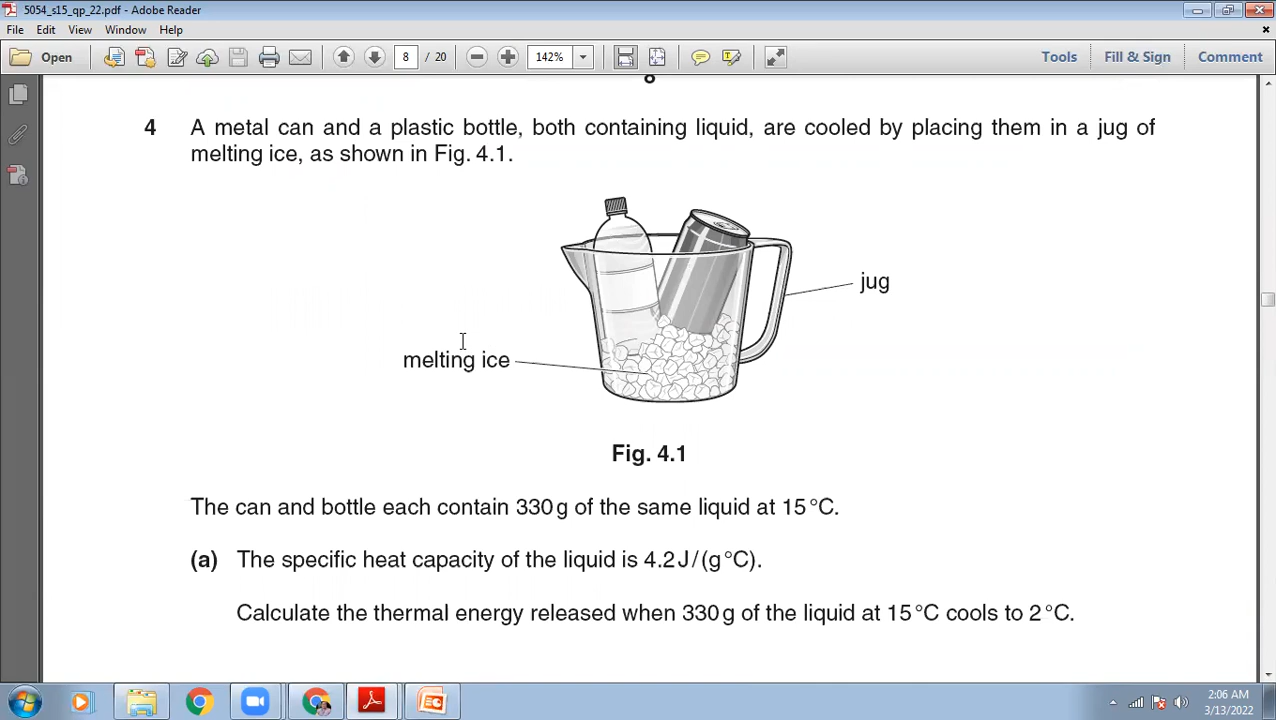 5054_s15_qp_22.pdf - Adobe Reader
File Edit View Window Help
Open 8 / 20 142% Tools Fill & Sign Comment
8
4 A metal can and a plastic bottle, both containing liquid, are cooled by placing them in a jug of
melting ice, as shown in Fig. 4.1.
jug
melting ice
Fig. 4.1
The can and bottle each contain 330 g of the same liquid at 15 °C.
(a) The specific heat capacity of the liquid is 4.2 J / (g °C).
Calculate the thermal energy released when 330 g of the liquid at 15 °C cools to 2 °C.
2:06 AM
3/13/2022